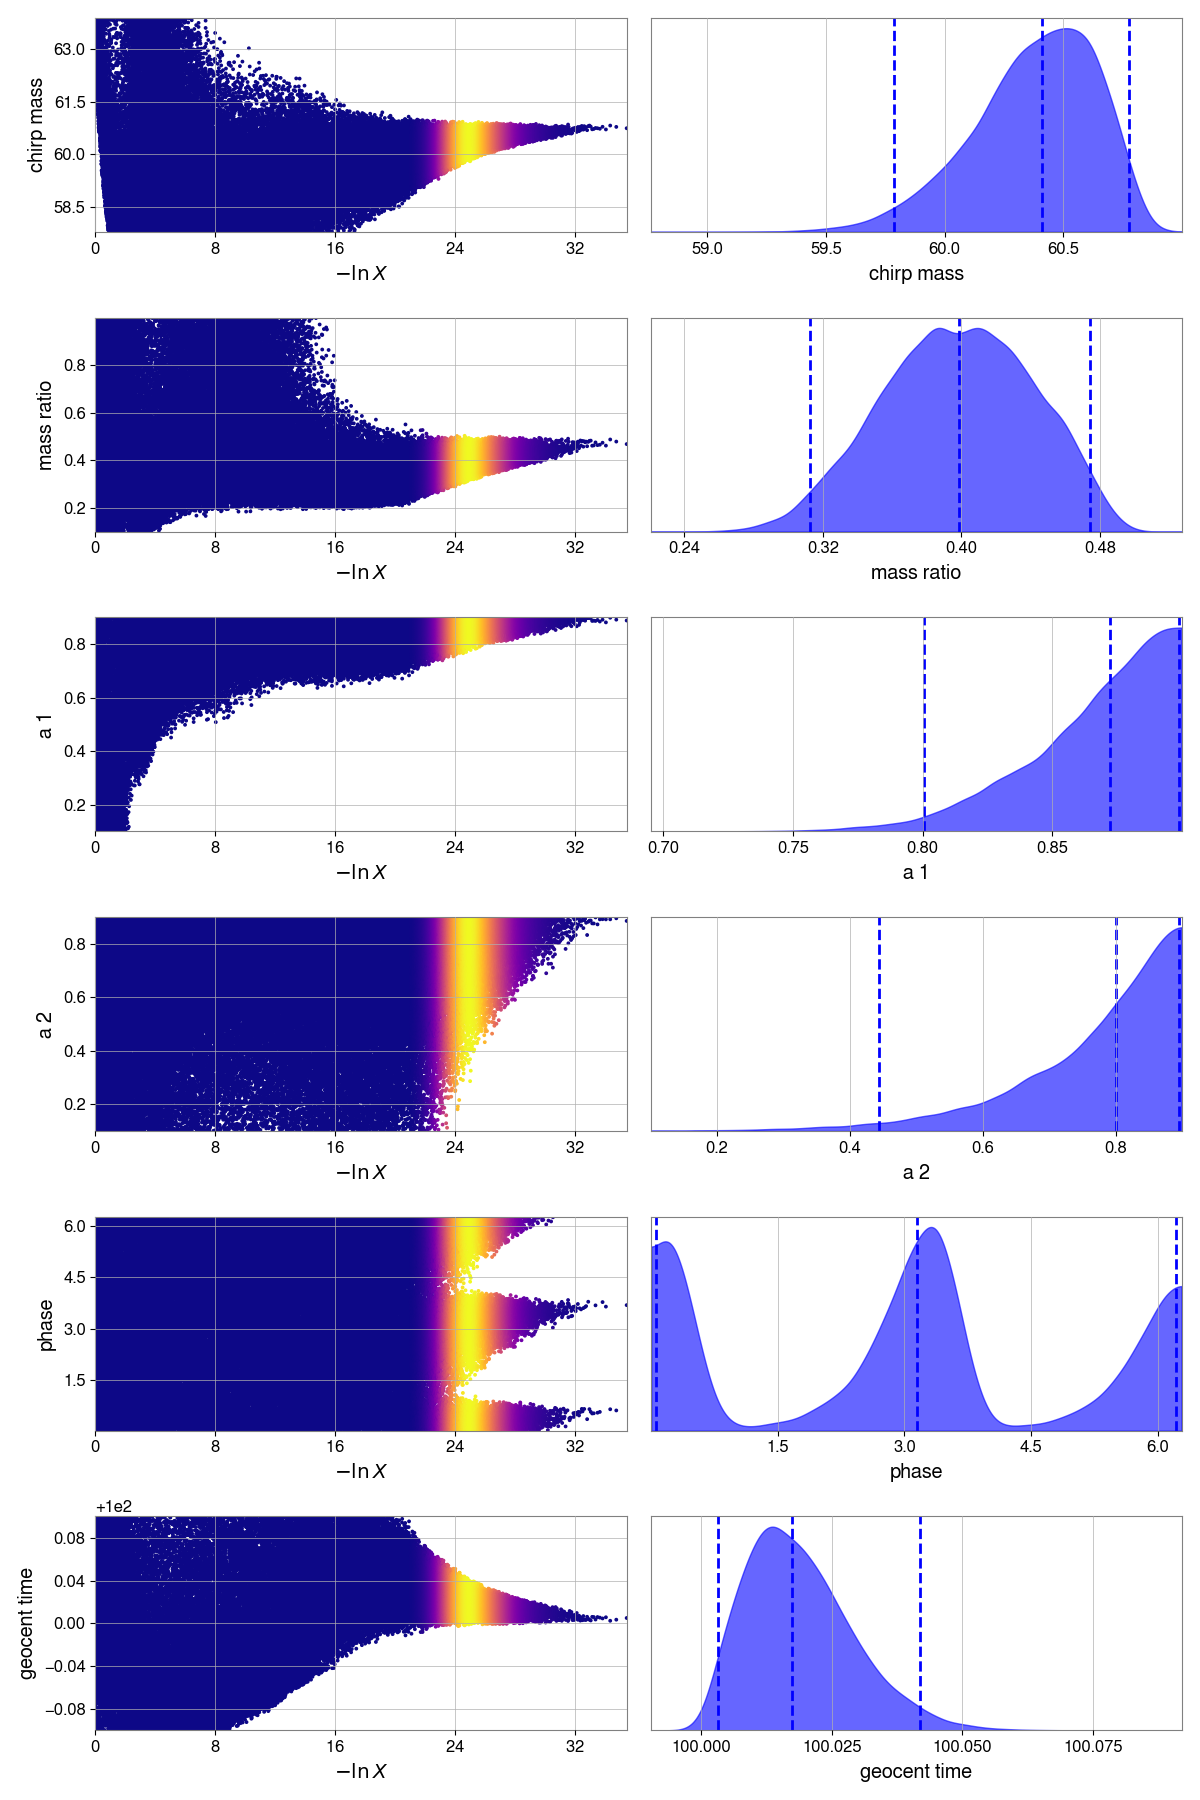 63.0
61.5
60.0
58.5
chirp mass
0 8 16 24 32
−ln X
59.0 59.5 60.0 60.5
chirp mass
0.8
0.6
0.4
0.2
mass ratio
0 8 16 24 32
−ln X
0.24 0.32 0.40 0.48
mass ratio
0.8
0.6
0.4
0.2
a 1
0 8 16 24 32
−ln X
0.70 0.75 0.80 0.85
a 1
0.8
0.6
0.4
0.2
a 2
0 8 16 24 32
−ln X
0.2 0.4 0.6 0.8
a 2
6.0
4.5
3.0
1.5
phase
0 8 16 24 32
−ln X
1.5 3.0 4.5 6.0
phase
+1e2
0.08
0.04
0.00
−0.04
−0.08
geocent time
0 8 16 24 32
−ln X
100.000 100.025 100.050 100.075
geocent time